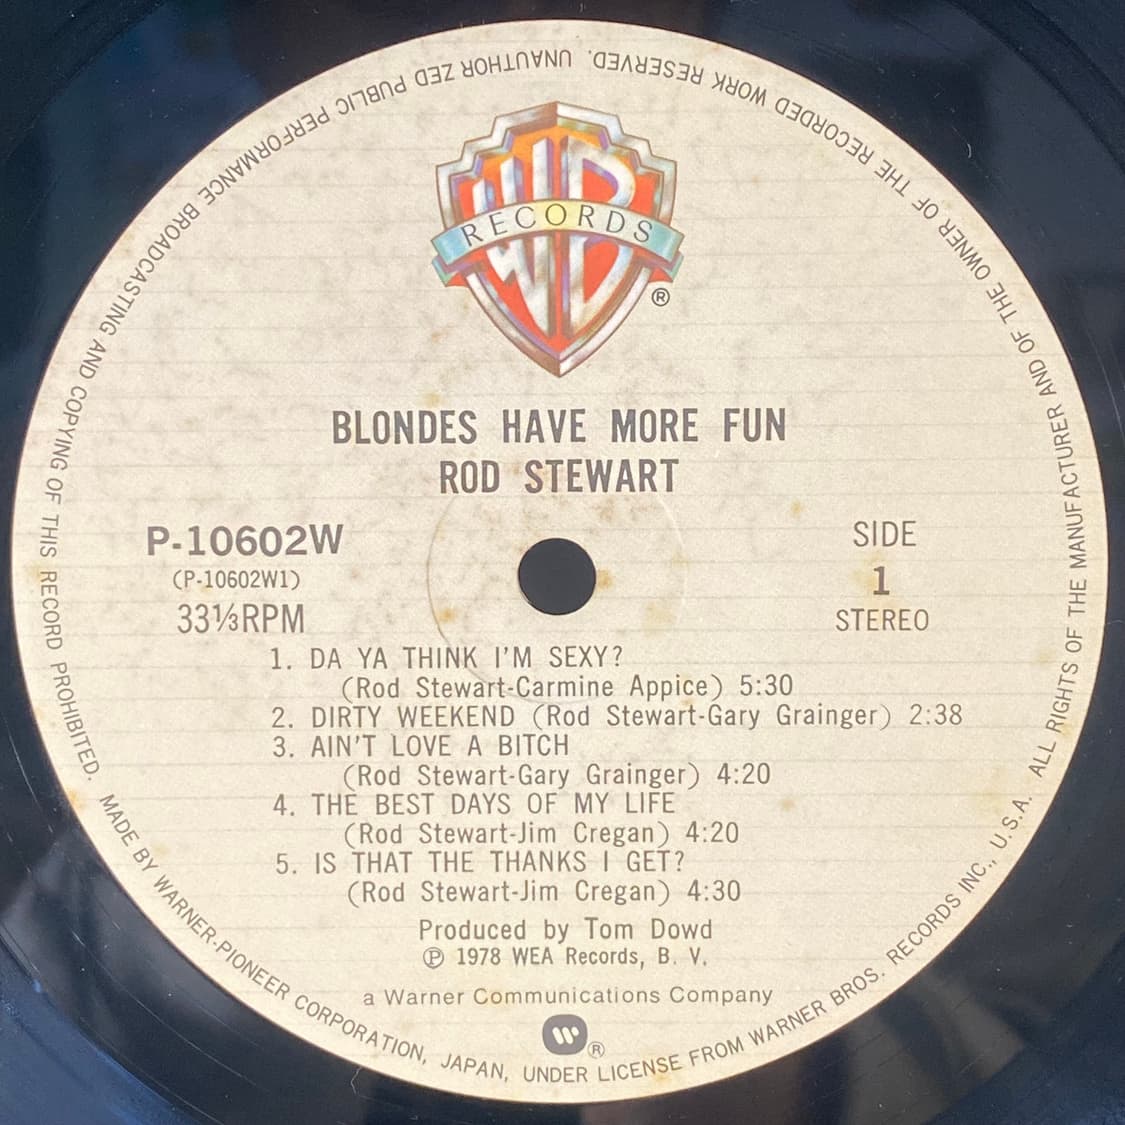 WB
RECORDS
®
BLONDES HAVE MORE FUN
ROD STEWART
P-10602W
(P-10602W1)
33⅓RPM
SIDE
1
STEREO
1. DA YA THINK I'M SEXY?
(Rod Stewart-Carmine Appice) 5:30
2. DIRTY WEEKEND (Rod Stewart-Gary Grainger) 2:38
3. AIN'T LOVE A BITCH
(Rod Stewart-Gary Grainger) 4:20
4. THE BEST DAYS OF MY LIFE
(Rod Stewart-Jim Cregan) 4:20
5. IS THAT THE THANKS I GET?
(Rod Stewart-Jim Cregan) 4:30
Produced by Tom Dowd
℗ 1978 WEA Records, B. V.
a Warner Communications Company
®
MADE BY WARNER-PIONEER CORPORATION, JAPAN, UNDER LICENSE FROM WARNER BROS. RECORDS INC., U.S.A. ALL RIGHTS OF THE MANUFACTURER AND OF THE OWNER OF THE RECORDED WORK RESERVED. UNAUTHOR ZED PUBLIC PERFORMANCE BROADCASTING AND COPYING OF THIS RECORD PROHIBITED.